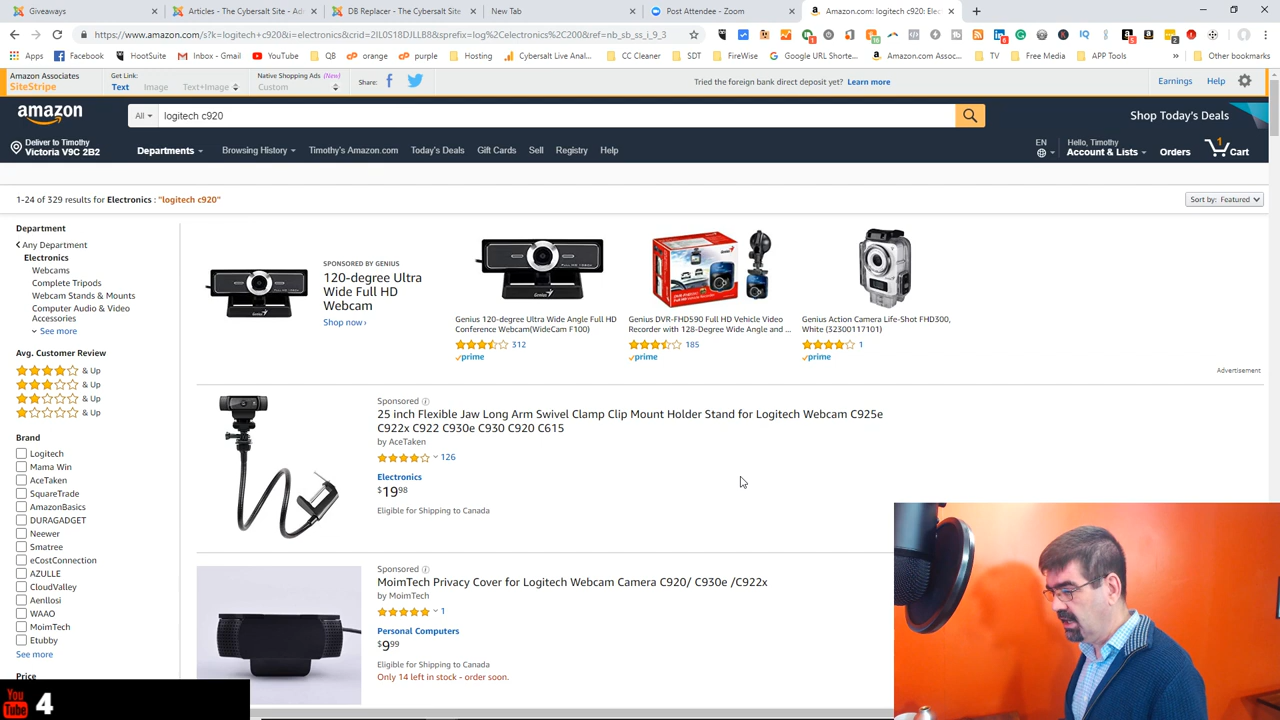 Giveaways
Articles - The Cybersalt Site - Ad
DB Replacer - The Cybersalt Site
New Tab
Post Attendee - Zoom
Amazon.com: logitech c920: Elec
https://www.amazon.com/s?k=logitech+c920&i=electronics&crid=2IL0S18DJLLB8&sprefix=log%2Celectronics%2C200&ref=nb_sb_ss_i_9_3
Apps
Facebook
HootSuite
Inbox - Gmail
YouTube
QB
orange
purple
Hosting
Cybersalt Live Anal...
CC Cleaner
SDT
FireWise
Google URL Shorte...
Amazon.com Assoc...
TV
Free Media
APP Tools
»
Other bookmarks
Amazon Associates
SiteStripe
Get Link:
Text
Image
Text+Image
Native Shopping Ads (New)
Custom
Share:
Tried the foreign bank direct deposit yet? Learn more
Earnings
Help
amazon
All
logitech c920
Shop Today's Deals
Deliver to Timothy
Victoria V9C 2B2
Departments
Browsing History
Timothy's Amazon.com
Today's Deals
Gift Cards
Sell
Registry
Help
EN
Hello, Timothy
Account & Lists
Orders
1
Cart
1-24 of 329 results for Electronics : "logitech c920"
Sort by: Featured
Department
Any Department
Electronics
Webcams
Complete Tripods
Webcam Stands & Mounts
Computer Audio & Video
Accessories
See more
Avg. Customer Review
& Up
& Up
& Up
& Up
Brand
Logitech
Mama Win
AceTaken
SquareTrade
AmazonBasics
DURAGADGET
Neewer
Smatree
eCostConnection
AZULLE
CloudValley
Aenllosi
WAAO
MoimTech
Etubby
See more
Price
SPONSORED BY GENIUS
120-degree Ultra
Wide Full HD
Webcam
Shop now ›
Genius 120-degree Ultra Wide Angle Full HD
Conference Webcam(WideCam F100)
312
prime
Genius DVR-FHD590 Full HD Vehicle Video
Recorder with 128-Degree Wide Angle and ...
185
prime
Genius Action Camera Life-Shot FHD300,
White (32300117101)
1
prime
Advertisement
Sponsored
25 inch Flexible Jaw Long Arm Swivel Clamp Clip Mount Holder Stand for Logitech Webcam C925e
C922x C922 C930e C930 C920 C615
by AceTaken
126
Electronics
$1998
Eligible for Shipping to Canada
Sponsored
MoimTech Privacy Cover for Logitech Webcam Camera C920/ C930e /C922x
by MoimTech
1
Personal Computers
$999
Eligible for Shipping to Canada
Only 14 left in stock - order soon.
You
Tube
4